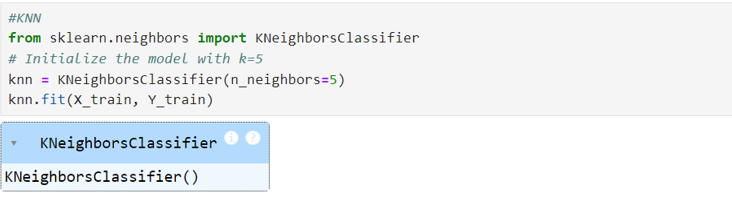 #KNN
from sklearn.neighbors import KNeighborsClassifier
# Initialize the model with k=5
knn = KNeighborsClassifier(n_neighbors=5)
knn.fit(X_train, Y_train)
▾ KNeighborsClassifier i ?
KNeighborsClassifier()